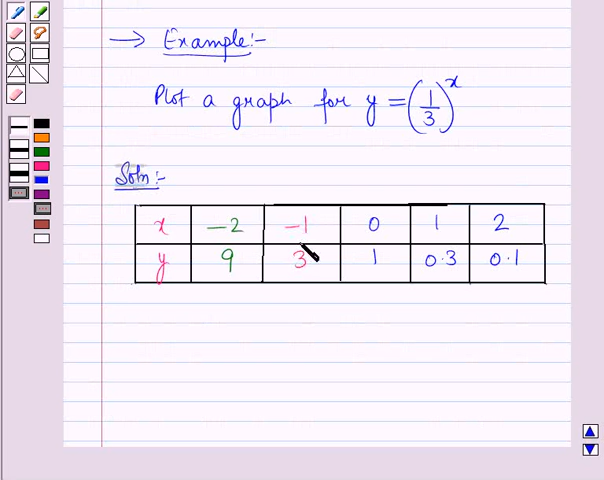 → Example:-
Plot a graph for y = (1/3)^x
Soln:-
x -2 -1 0 1 2
y 9 3 1 0.3 0.1